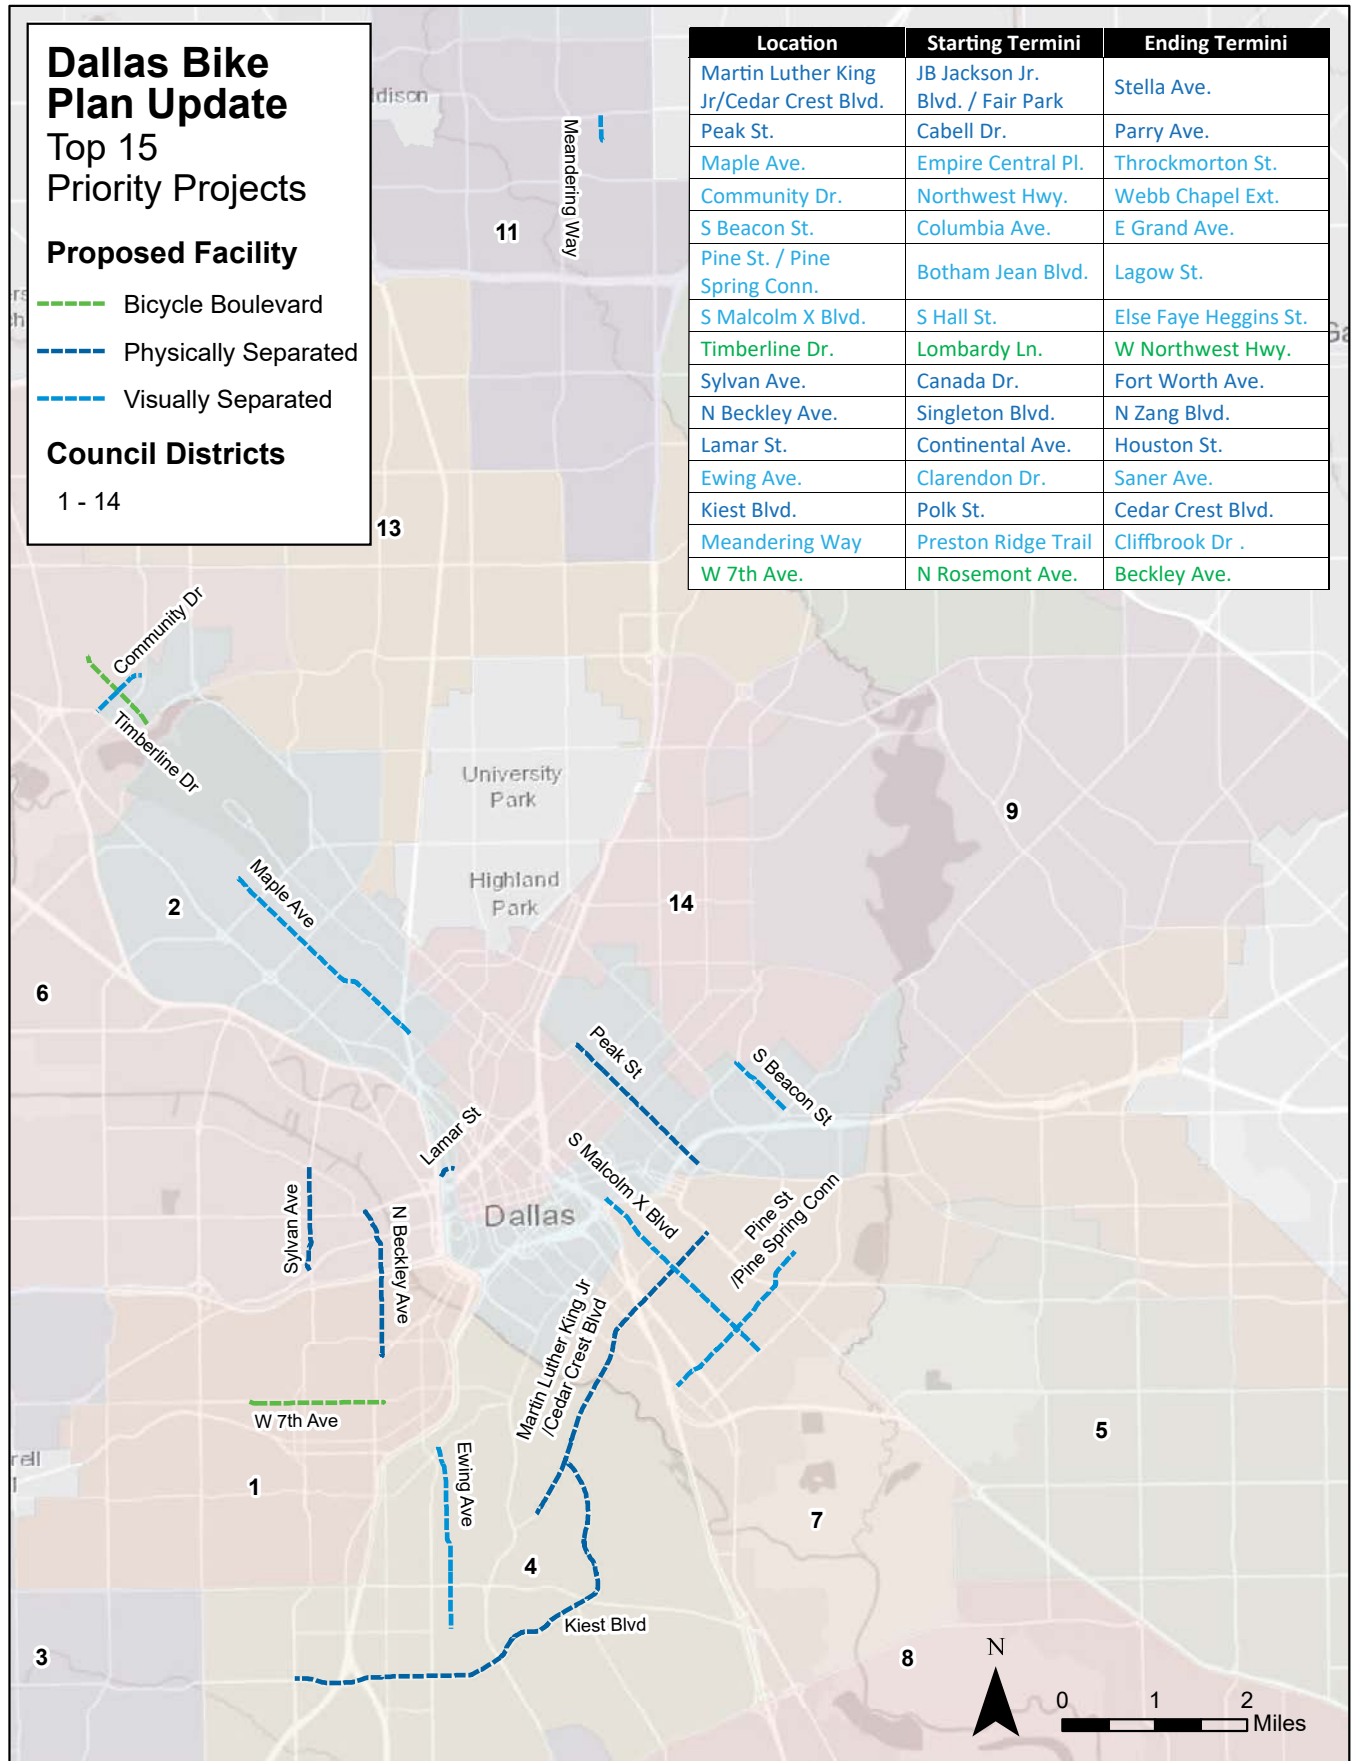 Dallas Bike
Plan Update
Top 15
Priority Projects
Proposed Facility
Bicycle Boulevard
Physically Separated
Visually Separated
Council Districts
1 - 14
Location Starting Termini Ending Termini
Martin Luther King Jr/Cedar Crest Blvd. JB Jackson Jr. Blvd. / Fair Park Stella Ave.
Peak St. Cabell Dr. Parry Ave.
Maple Ave. Empire Central Pl. Throckmorton St.
Community Dr. Northwest Hwy. Webb Chapel Ext.
S Beacon St. Columbia Ave. E Grand Ave.
Pine St. / Pine Spring Conn. Botham Jean Blvd. Lagow St.
S Malcolm X Blvd. S Hall St. Else Faye Heggins St.
Timberline Dr. Lombardy Ln. W Northwest Hwy.
Sylvan Ave. Canada Dr. Fort Worth Ave.
N Beckley Ave. Singleton Blvd. N Zang Blvd.
Lamar St. Continental Ave. Houston St.
Ewing Ave. Clarendon Dr. Saner Ave.
Kiest Blvd. Polk St. Cedar Crest Blvd.
Meandering Way Preston Ridge Trail Cliffbrook Dr .
W 7th Ave. N Rosemont Ave. Beckley Ave.
ddison
Meandering Way
11
Ga
13
Community Dr
Timberline Dr
University
Park
9
Highland
Park
Maple Ave
2
14
6
Peak St
S Beacon St
Lamar St
S Malcolm X Blvd
Pine St
/Pine Spring Conn
Sylvan Ave
N Beckley Ave
Dallas
Martin Luther King Jr
/Cedar Crest Blvd
W 7th Ave
5
rell
l
1
Ewing Ave
7
4
Kiest Blvd
3
8
N
0 1 2
Miles